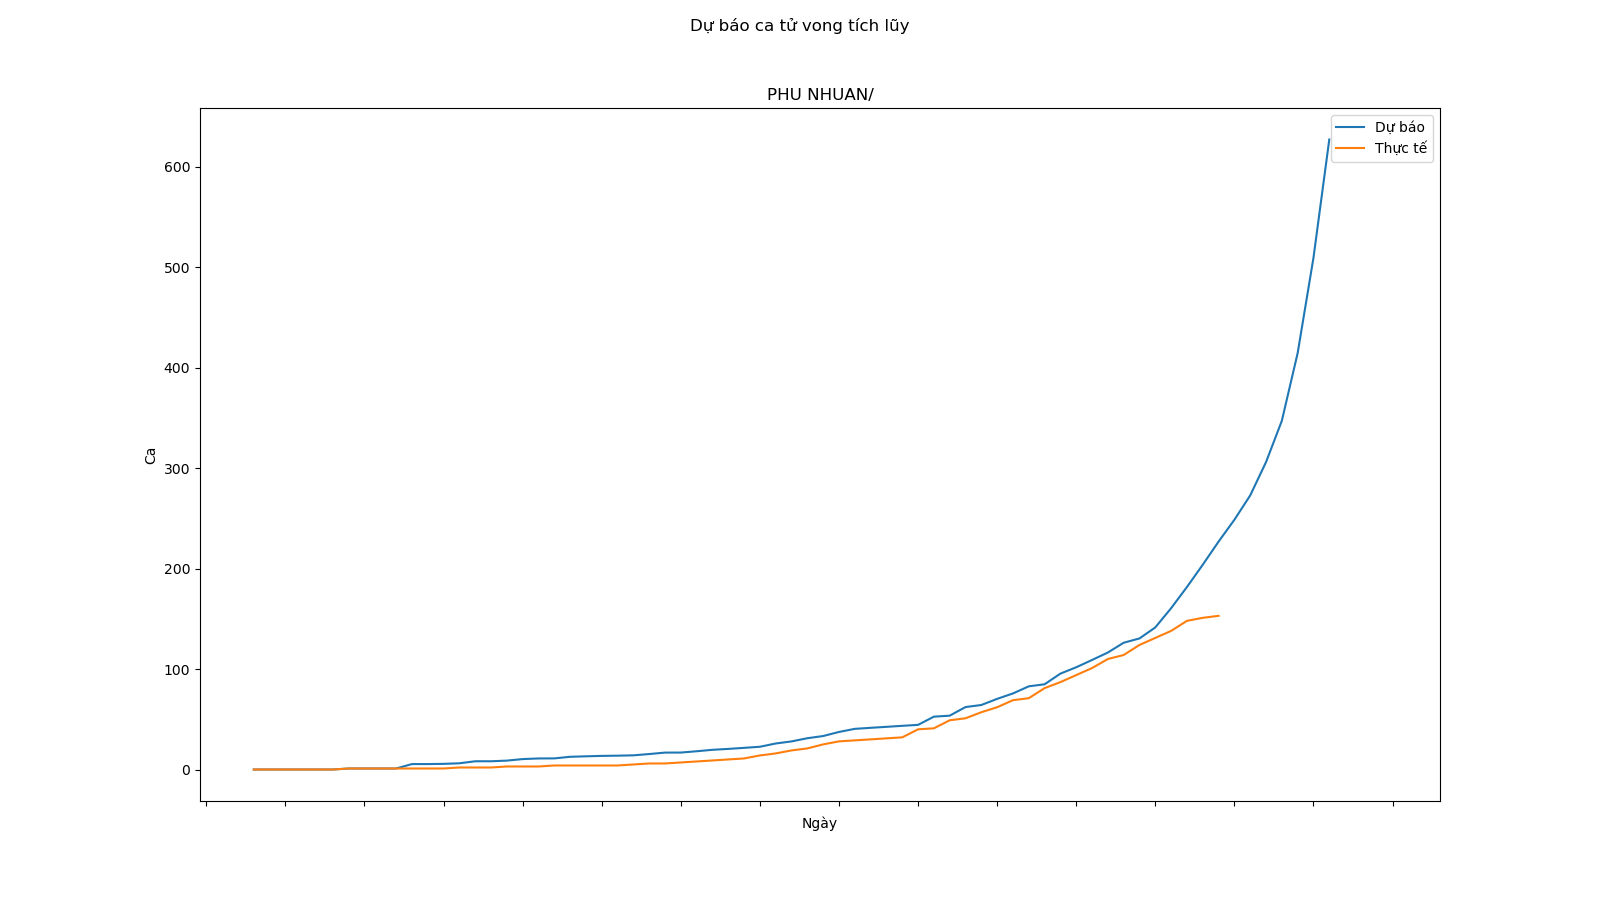 Dự báo ca tử vong tích lũy
PHU NHUAN/
Dự báo
Thực tế
600
500
400
300
200
100
0
Ca
Ngày